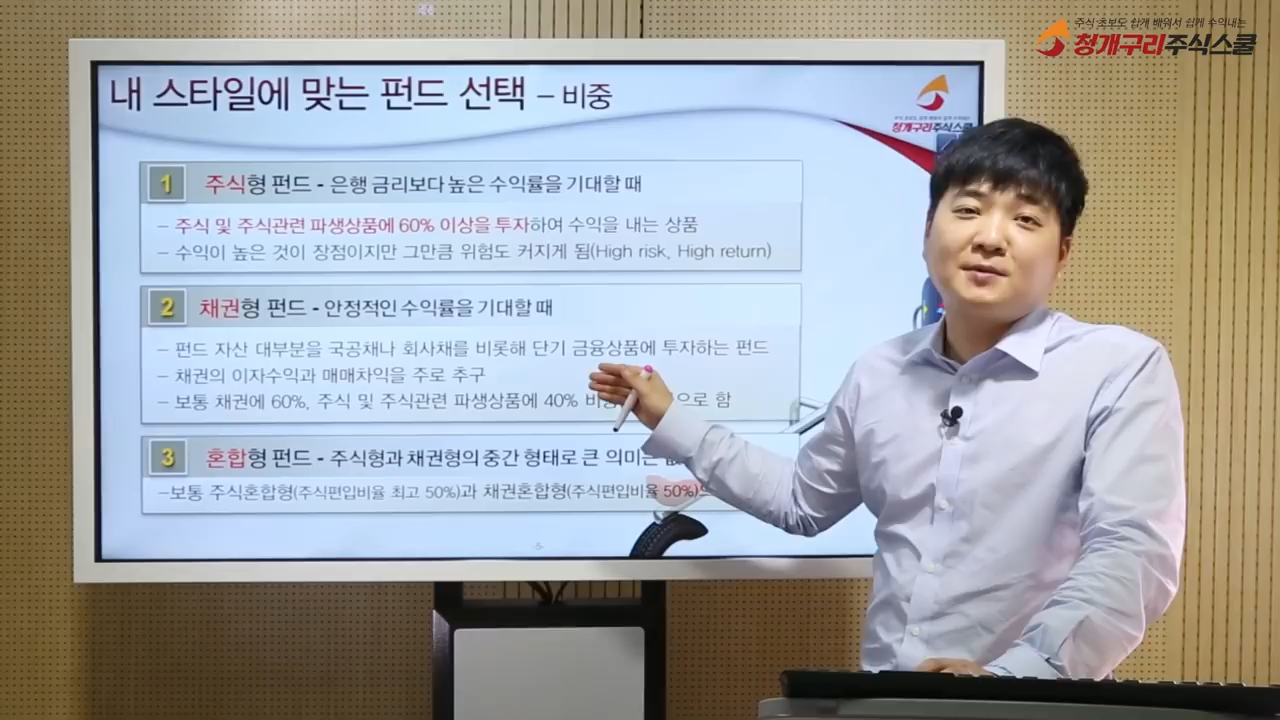 주식 초보도 쉽게 배워서 쉽게 수익내는
청개구리주식스쿨
내 스타일에 맞는 펀드 선택 – 비중
청개구리주식스쿨
1 주식형 펀드 - 은행 금리보다 높은 수익률을 기대할 때
– 주식 및 주식관련 파생상품에 60% 이상을 투자하여 수익을 내는 상품
– 수익이 높은 것이 장점이지만 그만큼 위험도 커지게 됨(High risk, High return)
2 채권형 펀드 - 안정적인 수익률을 기대할 때
– 펀드 자산 대부분을 국공채나 회사채를 비롯해 단기 금융상품에 투자하는 펀드
– 채권의 이자수익과 매매차익을 주로 추구
– 보통 채권에 60%, 주식 및 주식관련 파생상품에 40% 함
3 혼합형 펀드 - 주식형과 채권형의 중간 형태로 큰 의미는
–보통 주식혼합형(주식편입비율 최고 50%)과 채권혼합형(주식편입비율 50%)
5